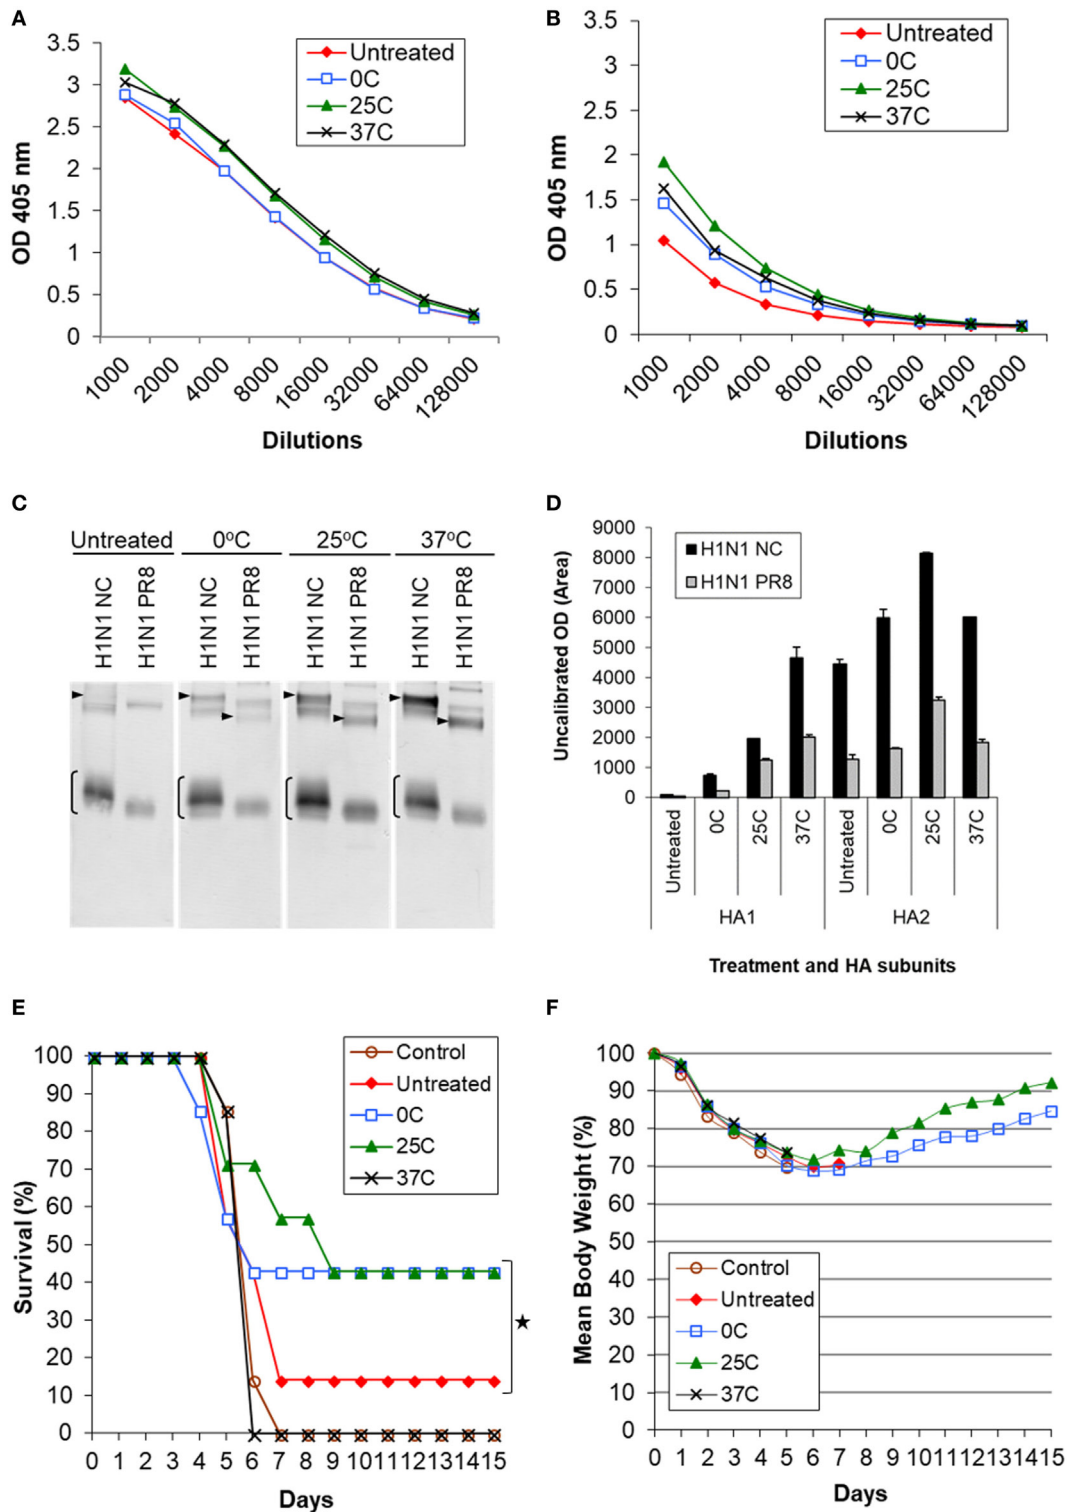 A
3.5
3
2.5
2
1.5
1
0.5
0
OD 405 nm
Untreated
0C
25C
37C
1000
2000
4000
8000
16000
32000
64000
128000
Dilutions
B
3.5
3
2.5
2
1.5
1
0.5
0
OD 405 nm
Untreated
0C
25C
37C
1000
2000
4000
8000
16000
32000
64000
128000
Dilutions
C
Untreated
0°C
25°C
37°C
H1N1 NC
H1N1 PR8
H1N1 NC
H1N1 PR8
H1N1 NC
H1N1 PR8
H1N1 NC
H1N1 PR8
D
9000
8000
7000
6000
5000
4000
3000
2000
1000
0
Uncalibrated OD (Area)
H1N1 NC
H1N1 PR8
Untreated
0C
25C
37C
Untreated
0C
25C
37C
HA1
HA2
Treatment and HA subunits
E
100
90
80
70
60
50
40
30
20
10
0
Survival (%)
Control
Untreated
0C
25C
37C
0 1 2 3 4 5 6 7 8 9 10 11 12 13 14 15
Days
F
100
90
80
70
60
50
40
30
20
10
0
Mean Body Weight (%)
Control
Untreated
0C
25C
37C
0 1 2 3 4 5 6 7 8 9 10 11 12 13 14 15
Days